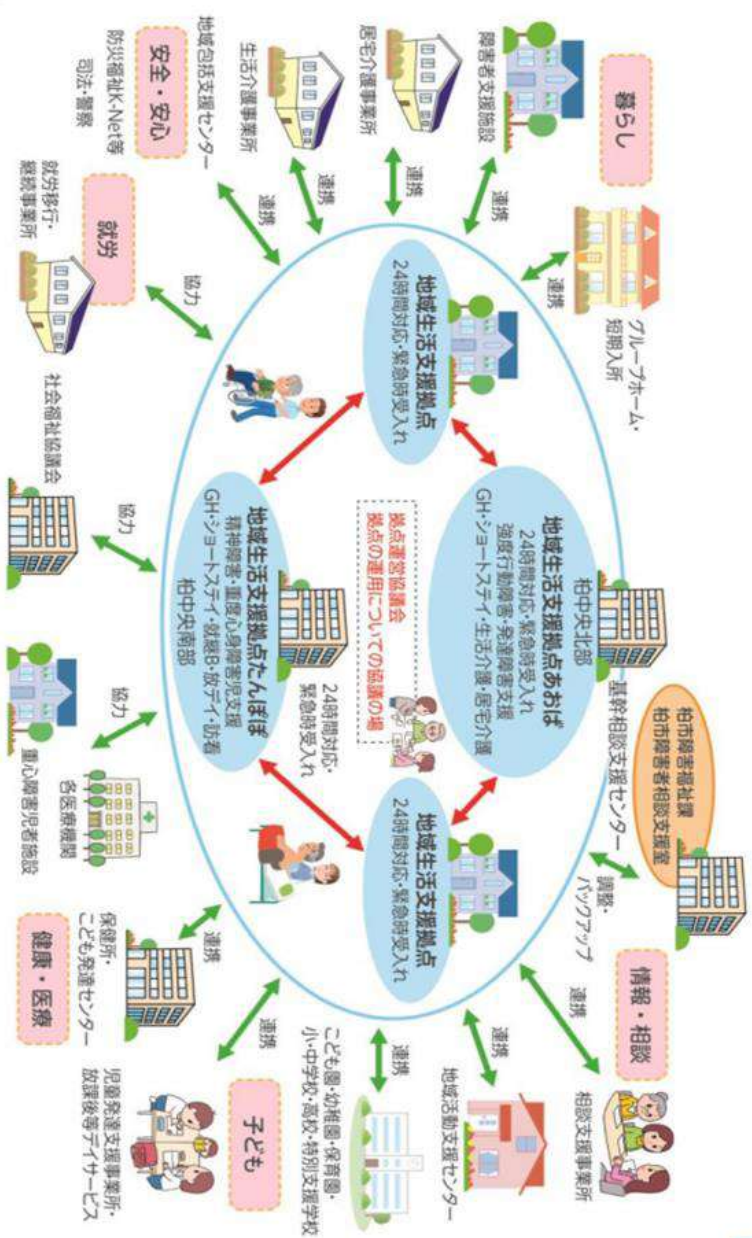 柏市障害福祉課
柏市障害者相談支援室
調整・
バックアップ
基幹相談支援センター
暮らし
グループホーム・
短期入所
連携
障害者支援施設
連携
居宅介護事業所
連携
生活介護事業所
連携
地域包括支援センター
連携
安全・安心
防災福祉K-Net等
司法・警察
就労
就労移行・
継続事業所
協力
社会福祉協議会
協力
重心障害児者施設
協力
各医療機関
健康・医療
保健所・
こども発達センター
連携
子ども
児童発達支援事業所・
放課後等デイサービス
連携
こども園・幼稚園・保育園・
小・中学校・高校・特別支援学校
連携
地域活動支援センター
連携
情報・相談
相談支援事業所
連携
柏中央北部
地域生活支援拠点あおば
24時間対応・緊急時受入れ
強度行動障害・発達障害支援
GH・ショートステイ・生活介護・居宅介護
地域生活支援拠点
24時間対応・緊急時受入れ
拠点運営協議会
拠点の運用についての協議の場
地域生活支援拠点
24時間対応・緊急時受入れ
24時間対応・
緊急時受入れ
地域生活支援拠点たんぽぽ
精神障害・重度心身障害児支援
GH・ショートステイ・就継B・放デイ・訪看
柏中央南部